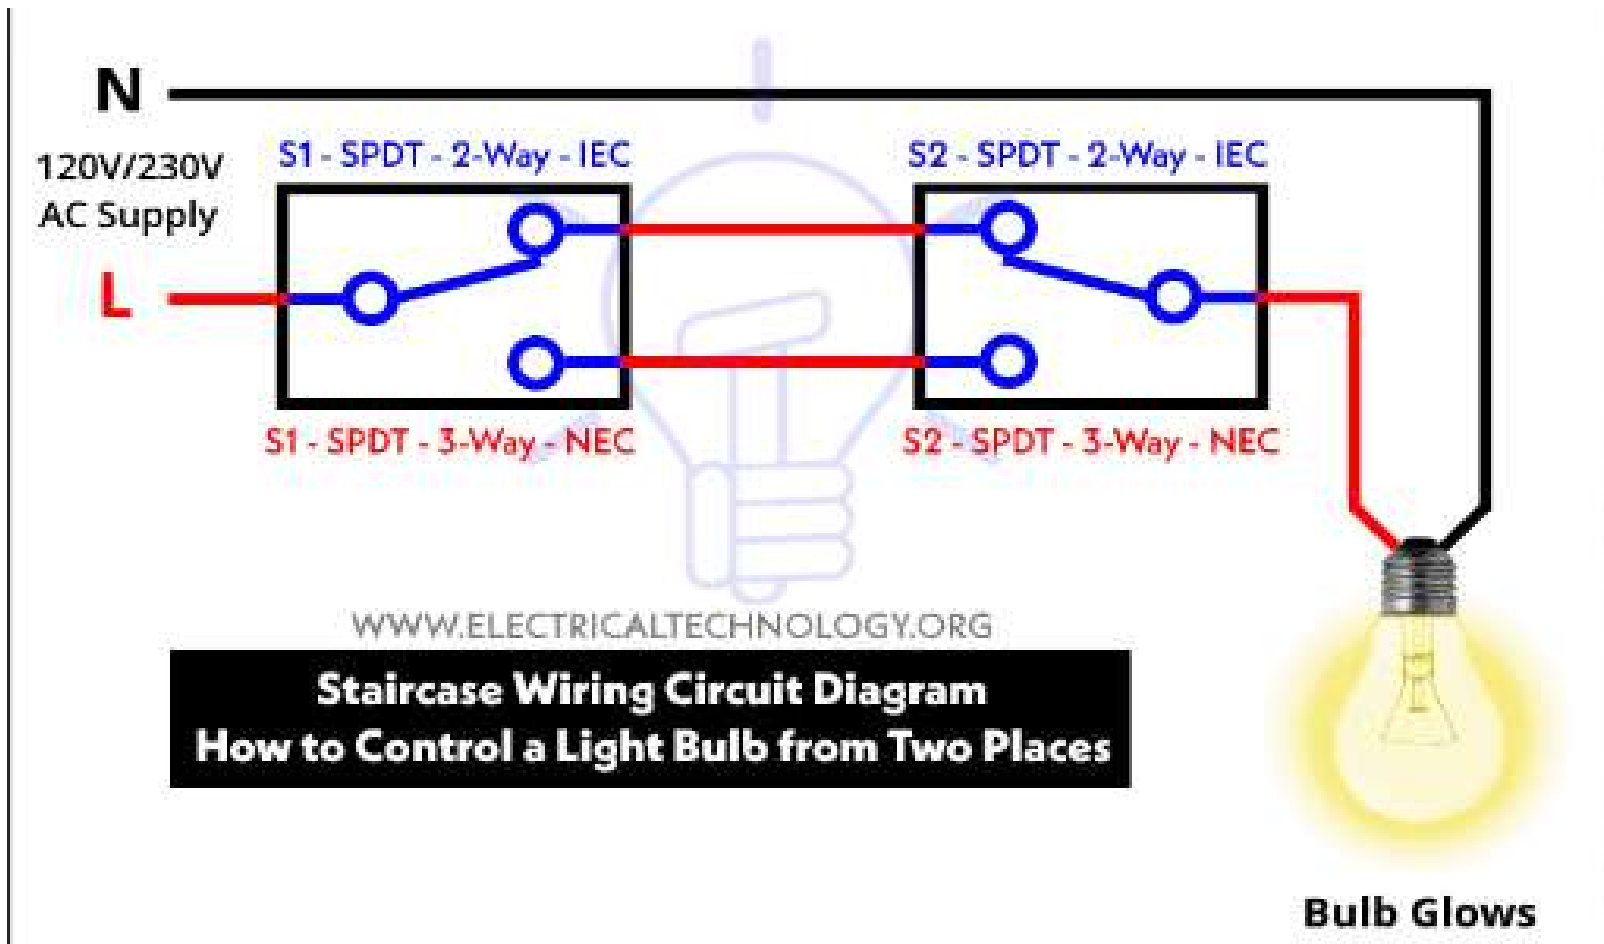 N
120V/230V
AC Supply
L
S1 - SPDT - 2-Way - IEC
S2 - SPDT - 2-Way - IEC
S1 - SPDT - 3-Way - NEC
S2 - SPDT - 3-Way - NEC
WWW.ELECTRICALTECHNOLOGY.ORG
Staircase Wiring Circuit Diagram
How to Control a Light Bulb from Two Places
Bulb Glows